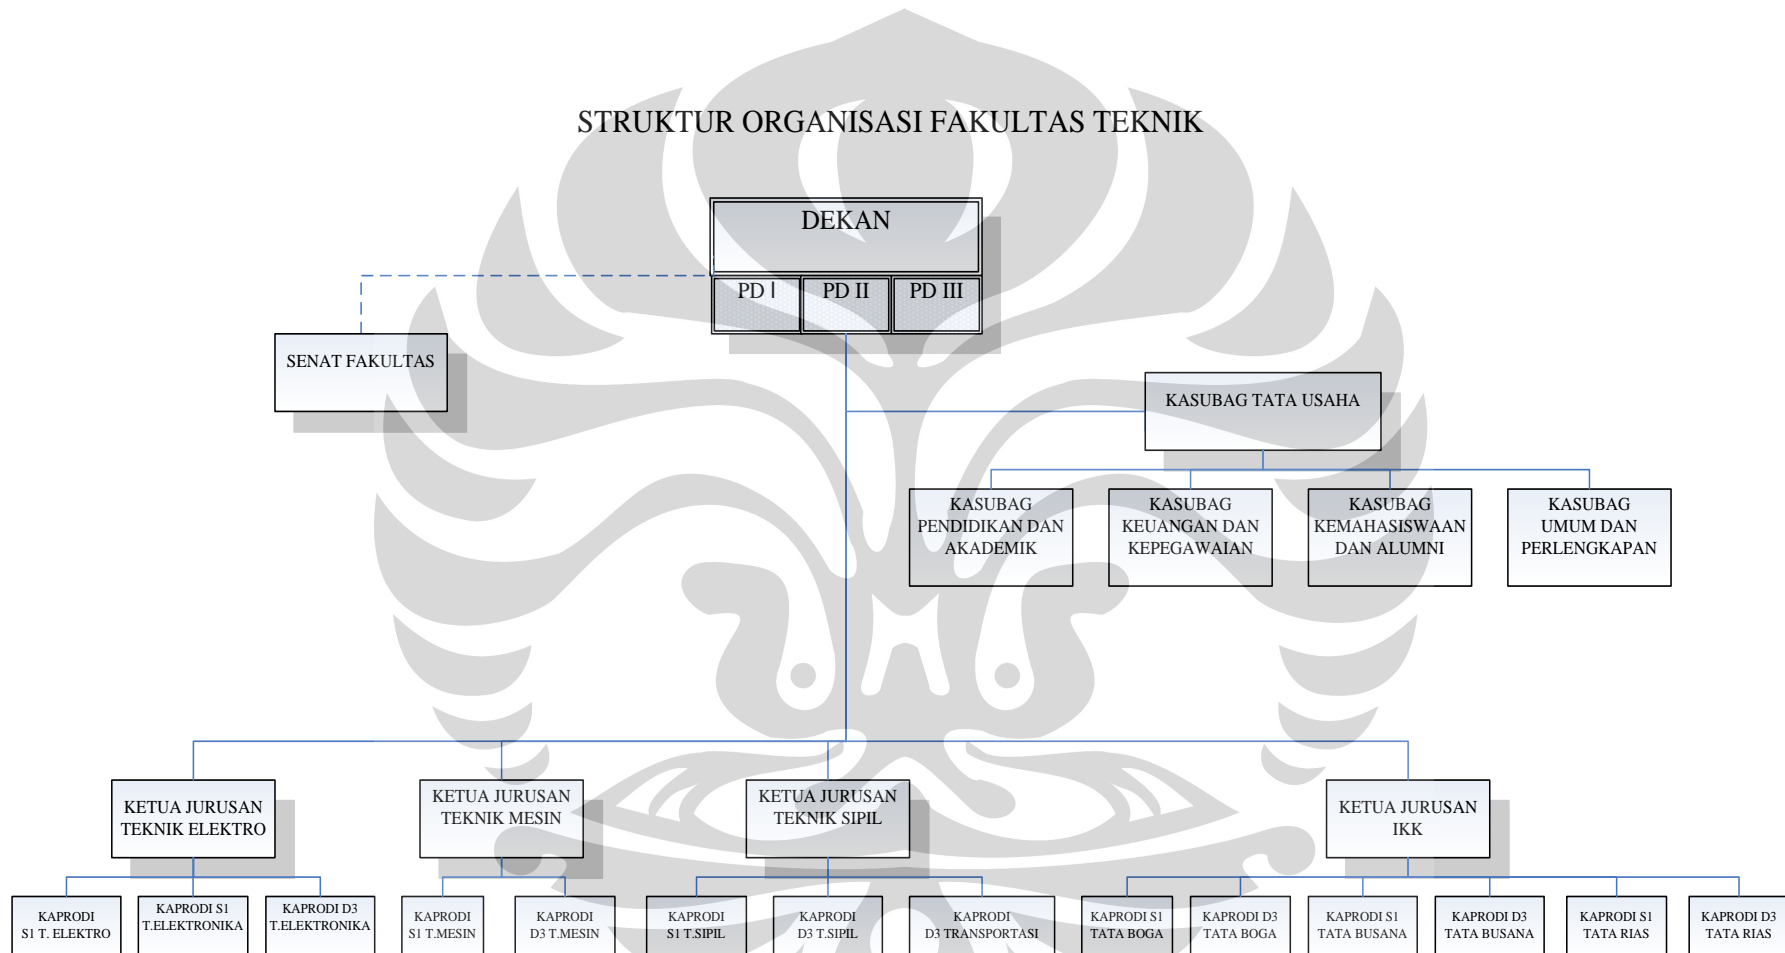 STRUKTUR ORGANISASI FAKULTAS TEKNIK
DEKAN
PD I
PD II
PD III
SENAT FAKULTAS
KASUBAG TATA USAHA
KASUBAG
PENDIDIKAN DAN
AKADEMIK
KASUBAG
KEUANGAN DAN
KEPEGAWAIAN
KASUBAG
KEMAHASISWAAN
DAN ALUMNI
KASUBAG
UMUM DAN
PERLENGKAPAN
KETUA JURUSAN
TEKNIK ELEKTRO
KETUA JURUSAN
TEKNIK MESIN
KETUA JURUSAN
TEKNIK SIPIL
KETUA JURUSAN
IKK
KAPRODI
S1 T. ELEKTRO
KAPRODI S1
T.ELEKTRONIKA
KAPRODI D3
T.ELEKTRONIKA
KAPRODI
S1 T.MESIN
KAPRODI
D3 T.MESIN
KAPRODI
S1 T.SIPIL
KAPRODI
D3 T.SIPIL
KAPRODI
D3 TRANSPORTASI
KAPRODI S1
TATA BOGA
KAPRODI D3
TATA BOGA
KAPRODI S1
TATA BUSANA
KAPRODI D3
TATA BUSANA
KAPRODI S1
TATA RIAS
KAPRODI D3
TATA RIAS